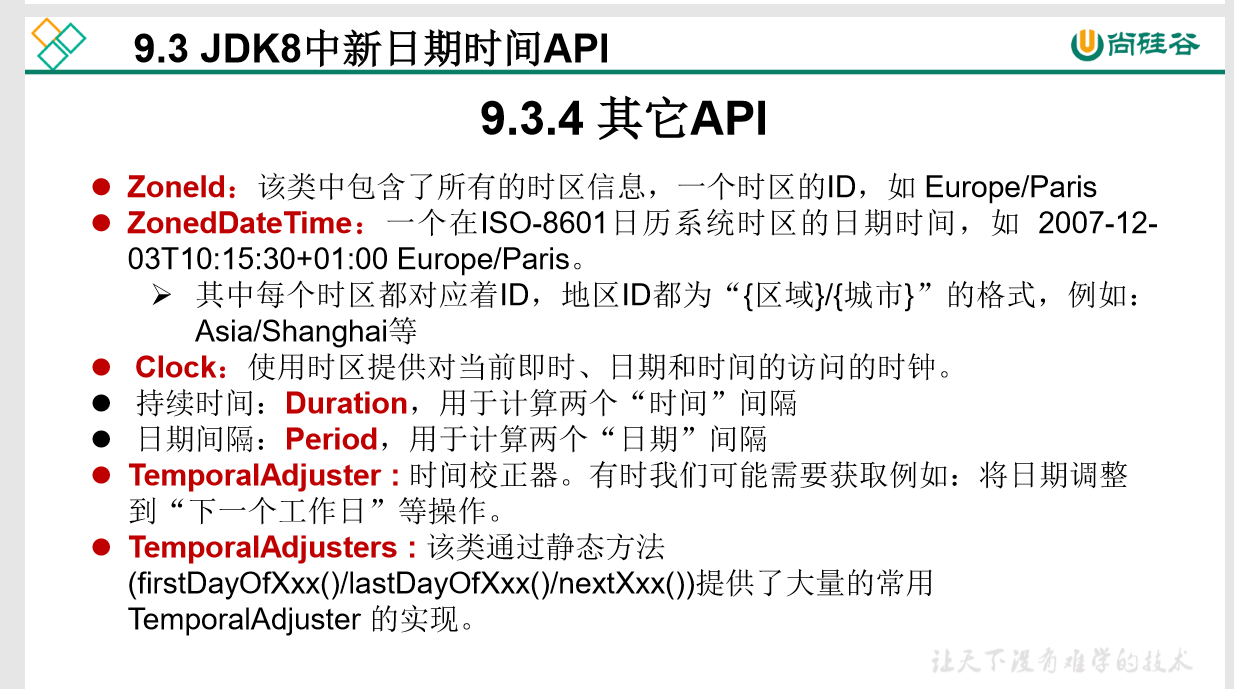 9.3 JDK8中新日期时间API
尚硅谷
9.3.4 其它API
ZoneId：该类中包含了所有的时区信息，一个时区的ID，如 Europe/Paris
ZonedDateTime：一个在ISO-8601日历系统时区的日期时间，如 2007-12-
03T10:15:30+01:00 Europe/Paris。
其中每个时区都对应着ID，地区ID都为“{区域}/{城市}”的格式，例如：
Asia/Shanghai等
Clock：使用时区提供对当前即时、日期和时间的访问的时钟。
持续时间：Duration，用于计算两个“时间”间隔
日期间隔：Period，用于计算两个“日期”间隔
TemporalAdjuster : 时间校正器。有时我们可能需要获取例如：将日期调整
到“下一个工作日”等操作。
TemporalAdjusters : 该类通过静态方法
(firstDayOfXxx()/lastDayOfXxx()/nextXxx())提供了大量的常用
TemporalAdjuster 的实现。
让天下没有难学的技术